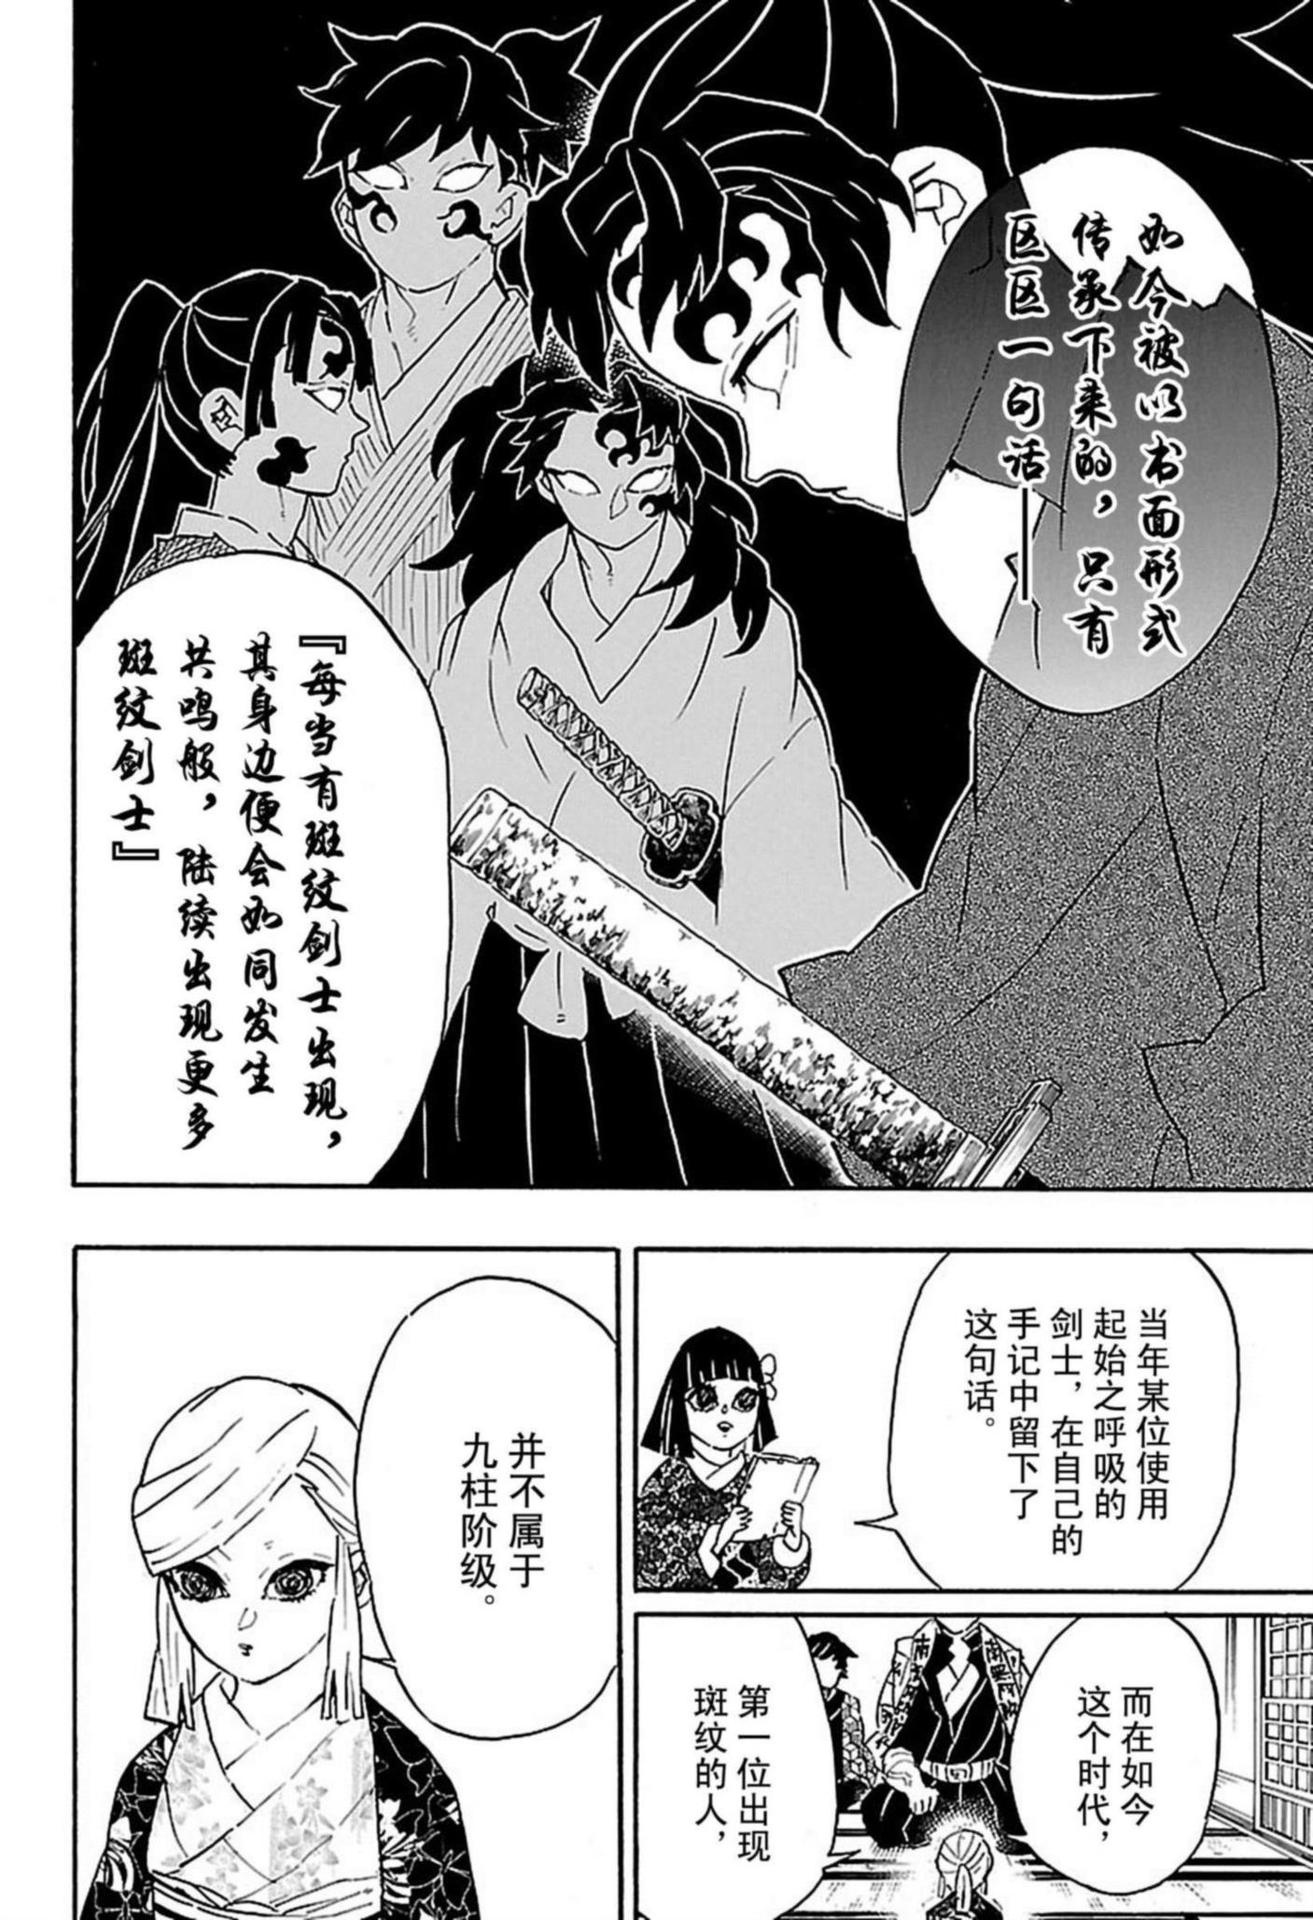 如今被以书面形式
传承下来的，只有
区区一句话——
『每当有斑纹剑士出现，
其身边便会如同发生
共鸣般，陆续出现更多
斑纹剑士』
当年某位使用
起始之呼吸的
剑士，在自己的
手记中留下了
这句话。
而在如今
这个时代，
第一位出现
斑纹的人，
并不属于
九柱阶级。